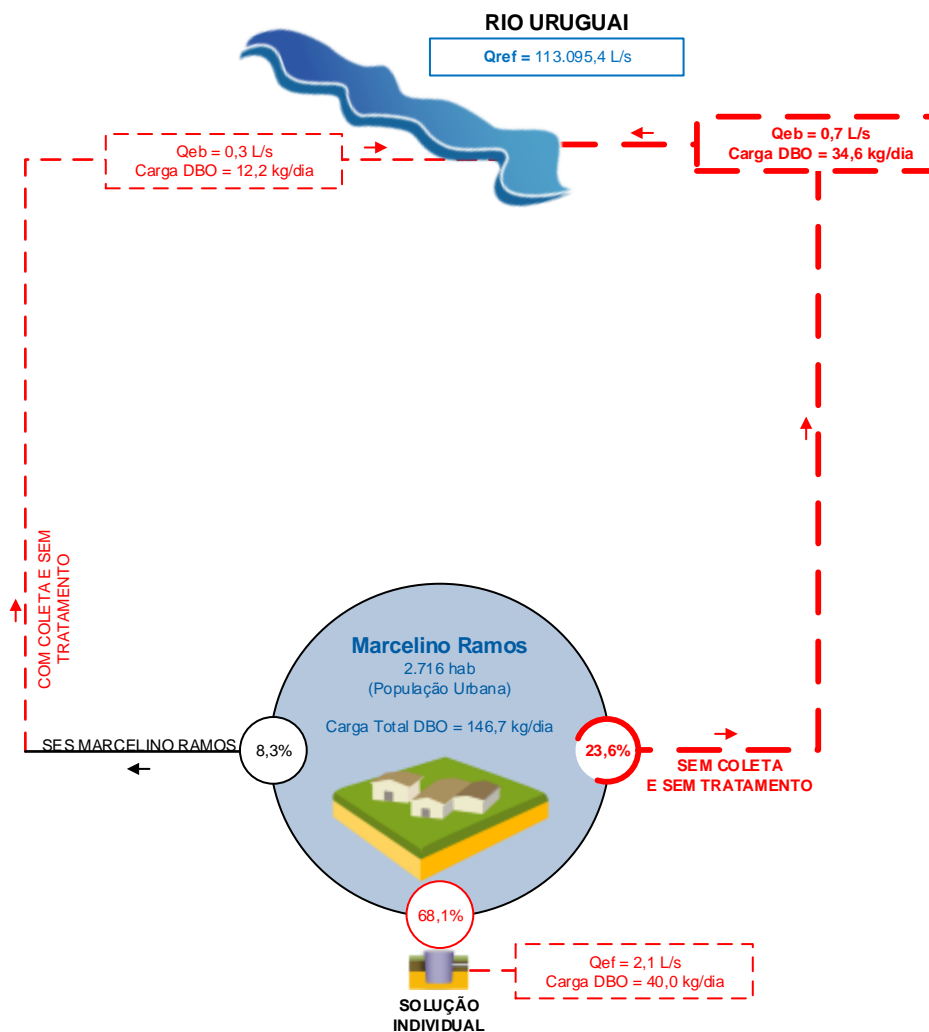 RIO URUGUAI
Qref = 113.095,4 L/s
Qeb = 0,3 L/s
Carga DBO = 12,2 kg/dia
Qeb = 0,7 L/s
Carga DBO = 34,6 kg/dia
COM COLETA E SEM
TRATAMENTO
Marcelino Ramos
2.716 hab
(População Urbana)
Carga Total DBO = 146,7 kg/dia
SES MARCELINO RAMOS
8,3%
23,6%
SEM COLETA
E SEM TRATAMENTO
68,1%
Qef = 2,1 L/s
Carga DBO = 40,0 kg/dia
SOLUÇÃO
INDIVIDUAL